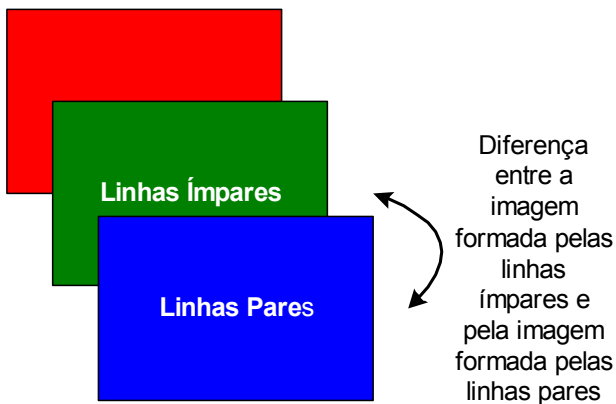 Linhas Ímpares
Linhas Pares
Diferença
entre a
imagem
formada pelas
linhas
ímpares e
pela imagem
formada pelas
linhas pares